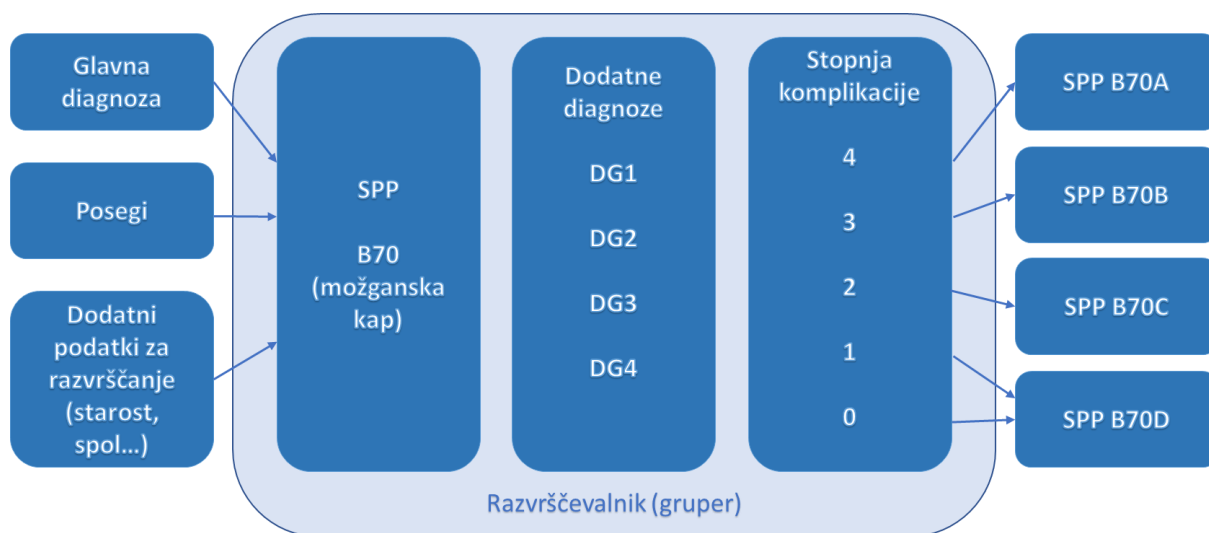 Glavna
diagnoza
Posegi
Dodatni
podatki za
razvrščanje
(starost,
spol...)
SPP
B70
(možganska
kap)
Dodatne
diagnoze
DG1
DG2
DG3
DG4
Stopnja
komplikacije
4
3
2
1
0
SPP B70A
SPP B70B
SPP B70C
SPP B70D
Razvrščevalnik (gruper)